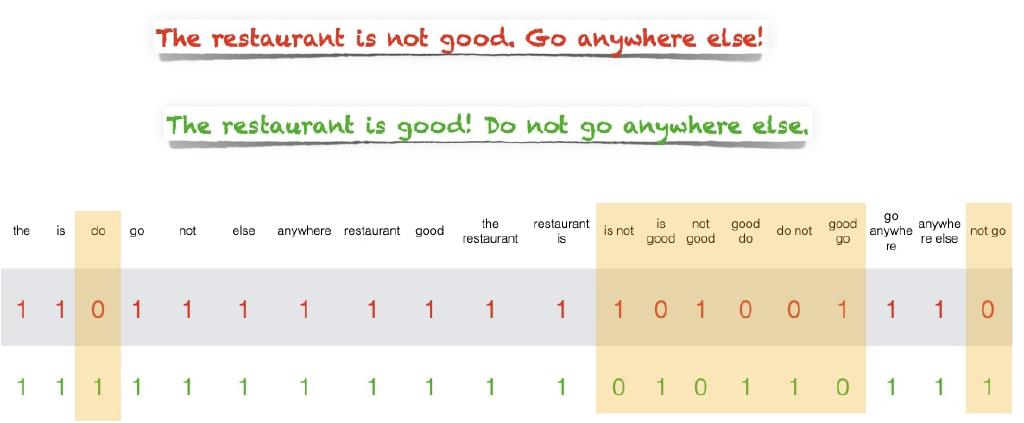 The restaurant is not good. Go anywhere else!
The restaurant is good! Do not go anywhere else.
the is do go not else anywhere restaurant good the restaurant restaurant is is not is good not good good do do not good go go anywhe re anywhe re else not go
1 1 0 1 1 1 1 1 1 1 1 1 0 1 0 0 1 1 1 0
1 1 1 1 1 1 1 1 1 1 1 0 1 0 1 1 0 1 1 1